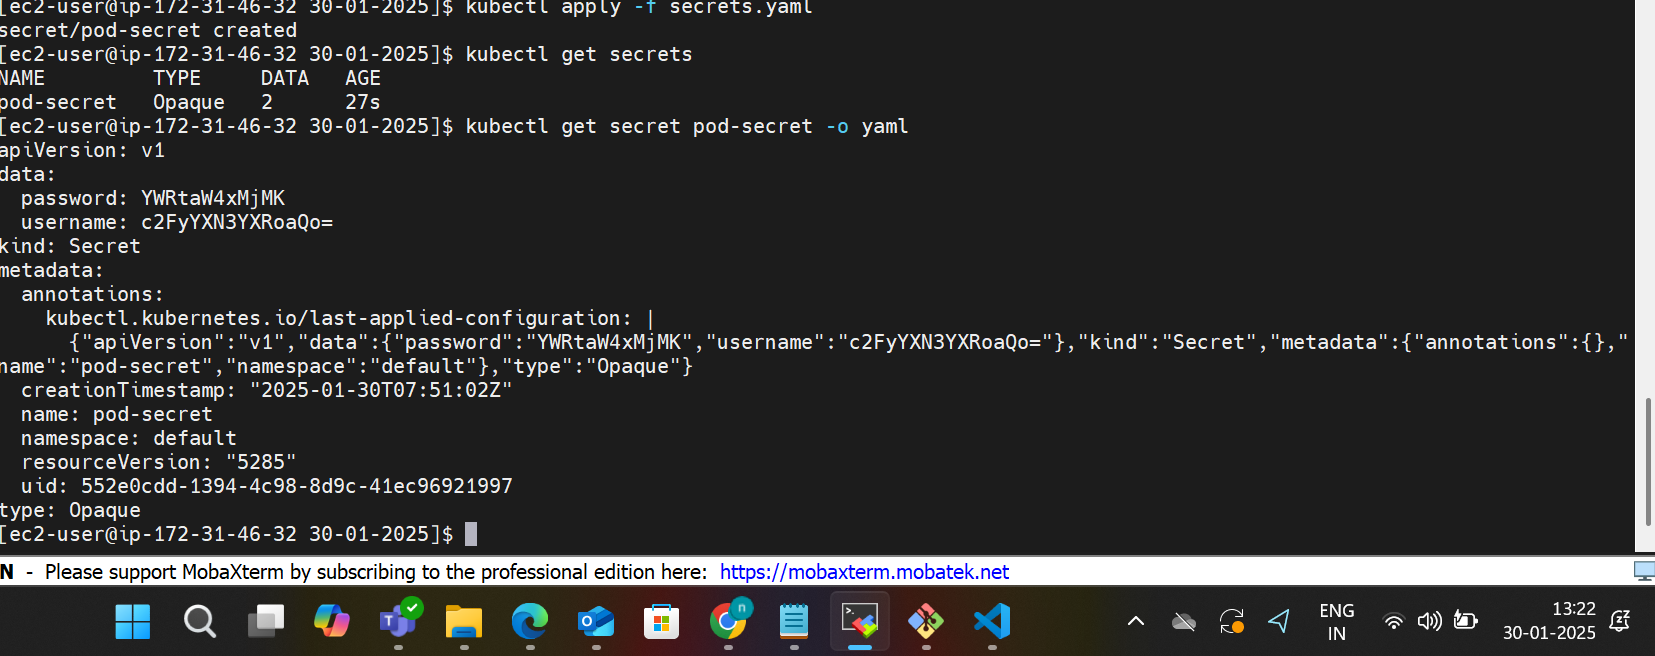 [ec2-user@ip-172-31-46-32 30-01-2025]$ kubectl apply -f secrets.yaml
secret/pod-secret created
[ec2-user@ip-172-31-46-32 30-01-2025]$ kubectl get secrets
NAME         TYPE     DATA   AGE
pod-secret   Opaque   2      27s
[ec2-user@ip-172-31-46-32 30-01-2025]$ kubectl get secret pod-secret -o yaml
apiVersion: v1
data:
  password: YWRtaW4xMjMK
  username: c2FyYXN3YXRoaQo=
kind: Secret
metadata:
  annotations:
    kubectl.kubernetes.io/last-applied-configuration: |
      {"apiVersion":"v1","data":{"password":"YWRtaW4xMjMK","username":"c2FyYXN3YXRoaQo="},"kind":"Secret","metadata":{"annotations":{},"
name":"pod-secret","namespace":"default"},"type":"Opaque"}
  creationTimestamp: "2025-01-30T07:51:02Z"
  name: pod-secret
  namespace: default
  resourceVersion: "5285"
  uid: 552e0cdd-1394-4c98-8d9c-41ec96921997
type: Opaque
[ec2-user@ip-172-31-46-32 30-01-2025]$
N - Please support MobaXterm by subscribing to the professional edition here: https://mobaxterm.mobatek.net
n
ENG
IN
13:22
30-01-2025